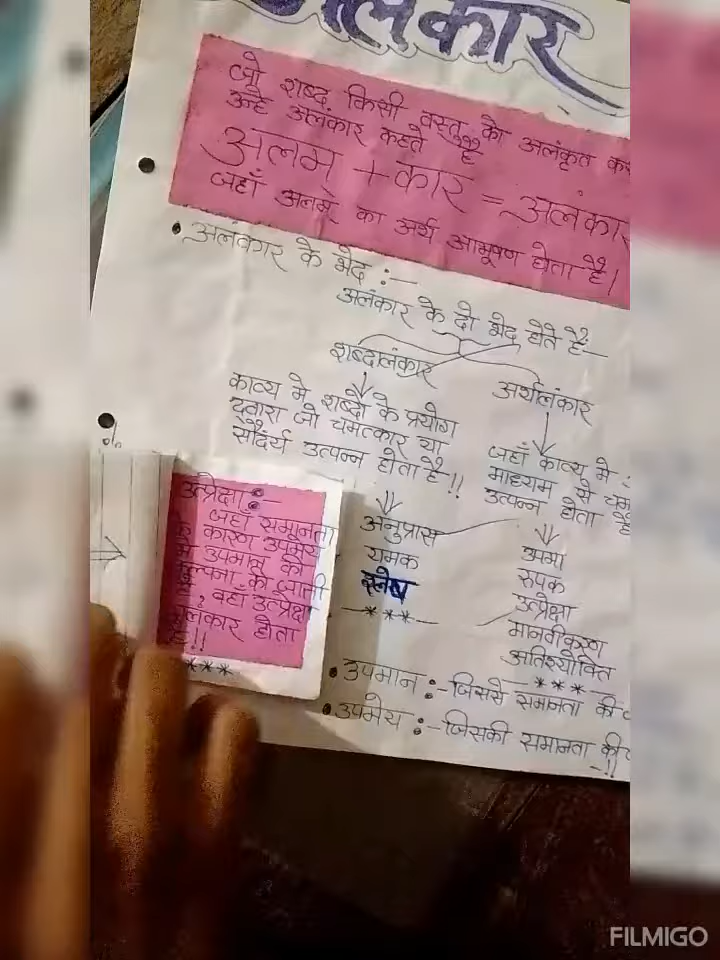 अलंकार
जो शब्द किसी वस्तु को अलंकृत
उन्हे अलंकार कहते है
अलम + कार = अलंकार
जहाँ अलम् का अर्थ आभूषण होता है।
• अलंकार के भेद :-
अलंकार के दो भेद होते हैं-
शब्दालंकार
अर्थालंकार
काव्य मे शब्दों के प्रयोग
द्वारा जो चमत्कार या
सौंदर्य उत्पन्न होता है !!
जहाँ काव्य मे
माध्यम से
उत्पन्न होता है
अनुप्रास
यमक
श्लेष
***
उपमा
रुपक
उत्प्रेक्षा
मानवीकरण
अतिश्योक्ति
***
उत्प्रेक्षा :-
जहाँ समानता
के कारण उपमेय
मे उपमान की
कल्पना की जाती
है, वहाँ उत्प्रेक्षा
अलंकार होता
है !!
***
• उपमान :- जिससे समानता की
• उपमेय :- जिसकी समानता की
FILMIGO